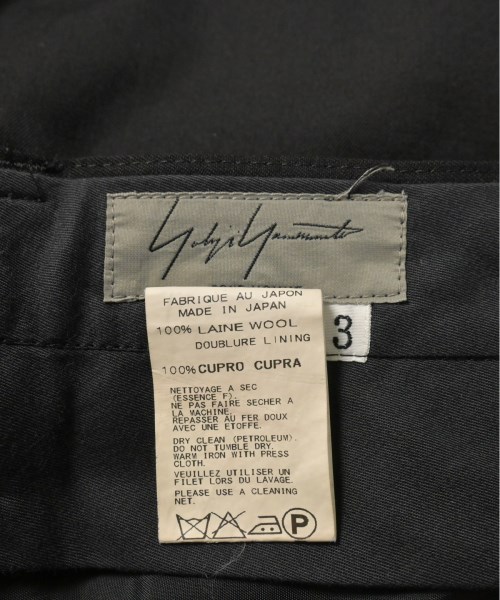 Yohji Yamamoto
3
FABRIQUE AU JAPON
MADE IN JAPAN
100% LAINE WOOL
DOUBLURE LINING
100% CUPRO CUPRA
NETTOYAGE A SEC
(ESSENCE F).
NE PAS FAIRE SECHER A
LA MACHINE.
REPASSER AU FER DOUX
AVEC UNE ETOFFE.
DRY CLEAN (PETROLEUM).
DO NOT TUMBLE DRY.
WARM IRON WITH PRESS
CLOTH.
VEUILLEZ UTILISER UN
FILET LORS DU LAVAGE.
PLEASE USE A CLEANING
NET.
P